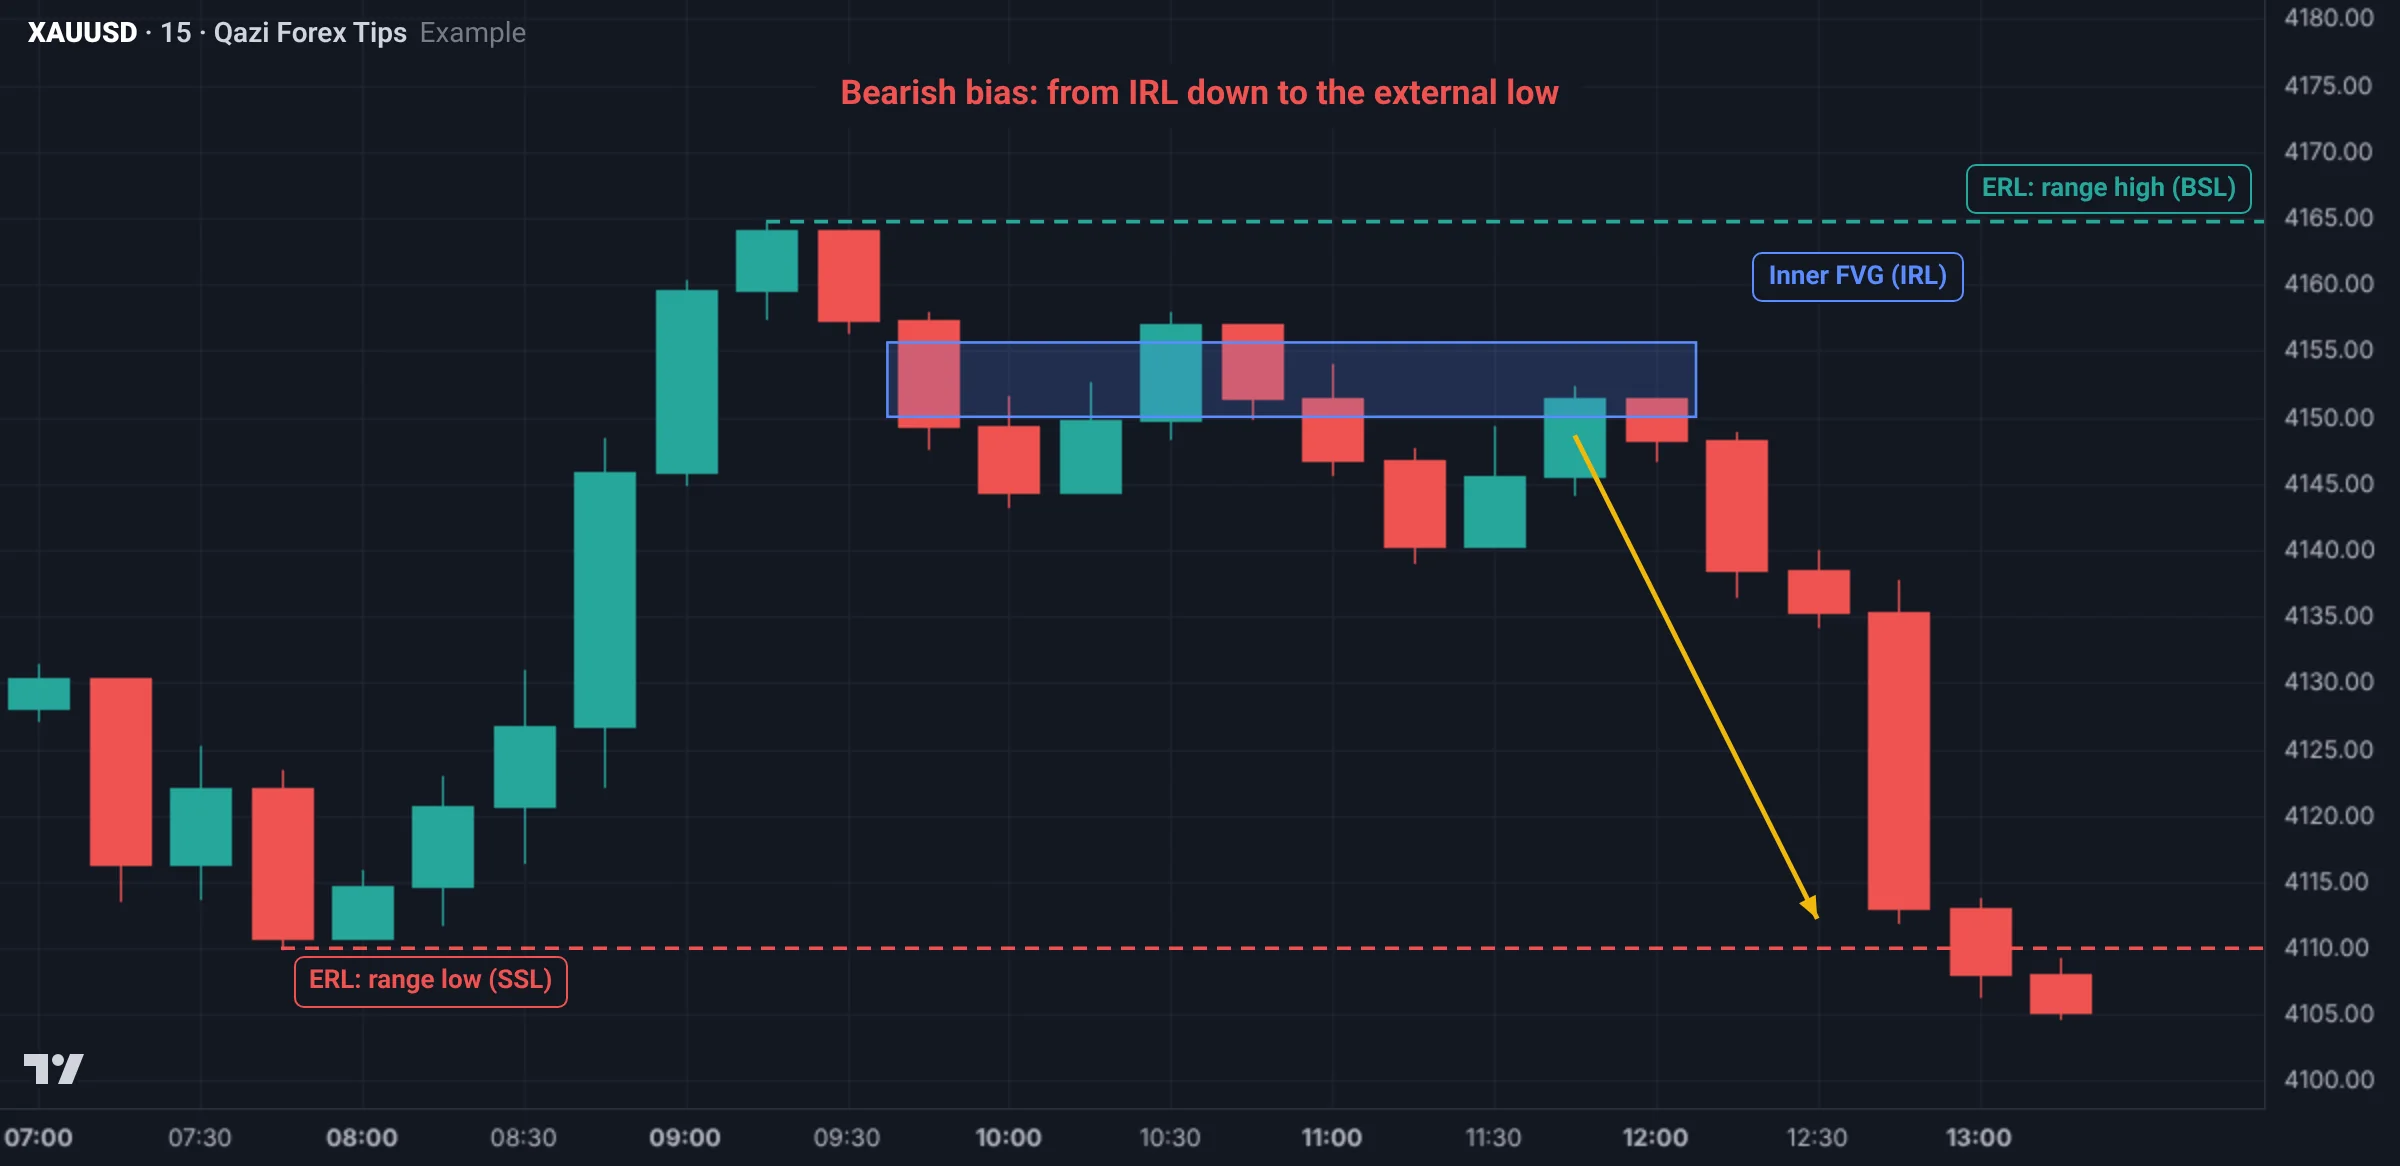 XAUUSD · 15 · Qazi Forex Tips Example
Bearish bias: from IRL down to the external low
ERL: range high (BSL)
Inner FVG (IRL)
ERL: range low (SSL)
4180.00
4175.00
4170.00
4165.00
4160.00
4155.00
4150.00
4145.00
4140.00
4135.00
4130.00
4125.00
4120.00
4115.00
4110.00
4105.00
4100.00
07:00 07:30 08:00 08:30 09:00 09:30 10:00 10:30 11:00 11:30 12:00 12:30 13:00